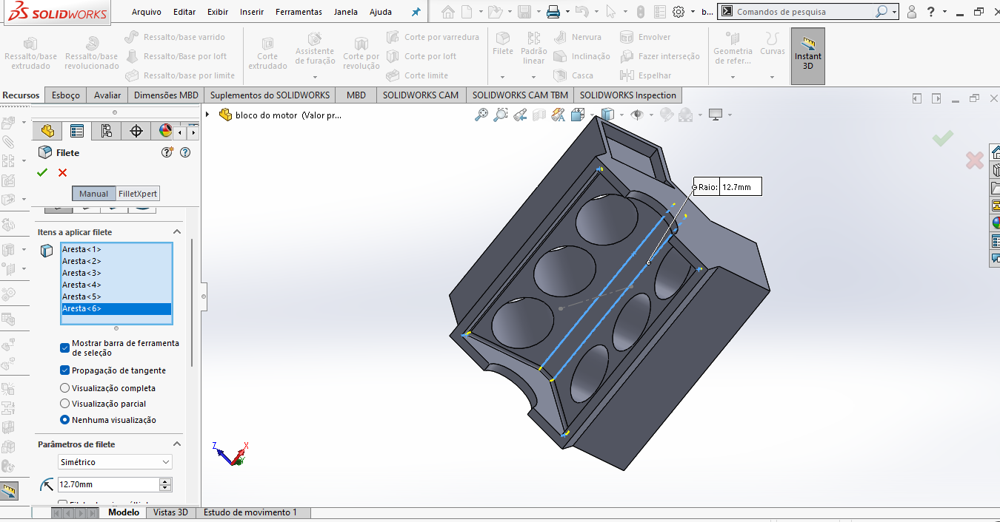 SOLIDWORKS
Arquivo Editar Exibir Inserir Ferramentas Janela Ajuda
b...
Comandos de pesquisa
Ressalto/base extrudado
Ressalto/base revolucionado
Ressalto/base varrido
Ressalto/Base por loft
Ressalto/base por limite
Corte extrudado
Assistente de furação
Corte por revolução
Corte por varredura
Corte por loft
Corte limite
Filete
Padrão linear
Nervura
Inclinação
Casca
Envolver
Fazer interseção
Espelhar
Geometria de refer...
Curvas
Instant 3D
Recursos Esboço Avaliar Dimensões MBD Suplementos do SOLIDWORKS MBD SOLIDWORKS CAM SOLIDWORKS CAM TBM SOLIDWORKS Inspection
bloco do motor (Valor pr...
Filete
Manual FilletXpert
Itens a aplicar filete
Aresta<1>
Aresta<2>
Aresta<3>
Aresta<4>
Aresta<5>
Aresta<6>
Mostrar barra de ferramenta
de seleção
Propagação de tangente
Visualização completa
Visualização parcial
Nenhuma visualização
Parâmetros de filete
Simétrico
12.70mm
Raio: 12.7mm
Z X Y
Modelo Vistas 3D Estudo de movimento 1